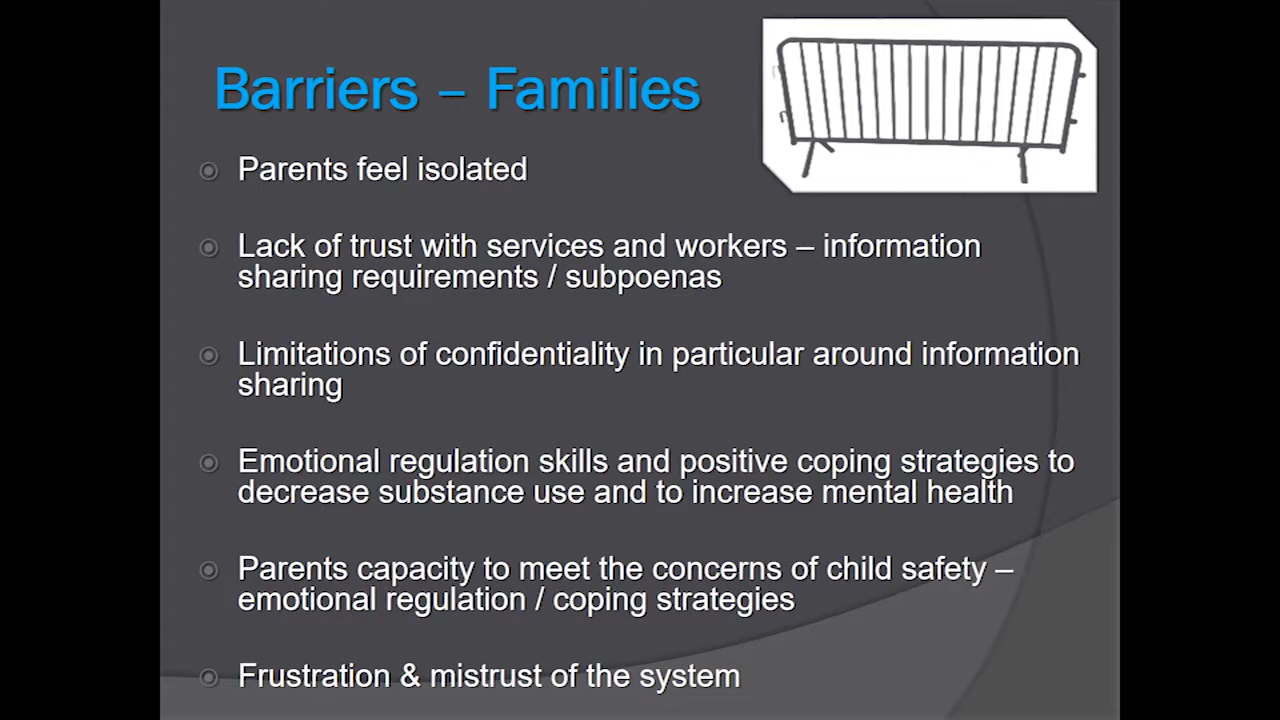 Barriers – Families
Parents feel isolated
Lack of trust with services and workers – information
sharing requirements / subpoenas
Limitations of confidentiality in particular around information
sharing
Emotional regulation skills and positive coping strategies to
decrease substance use and to increase mental health
Parents capacity to meet the concerns of child safety –
emotional regulation / coping strategies
Frustration & mistrust of the system